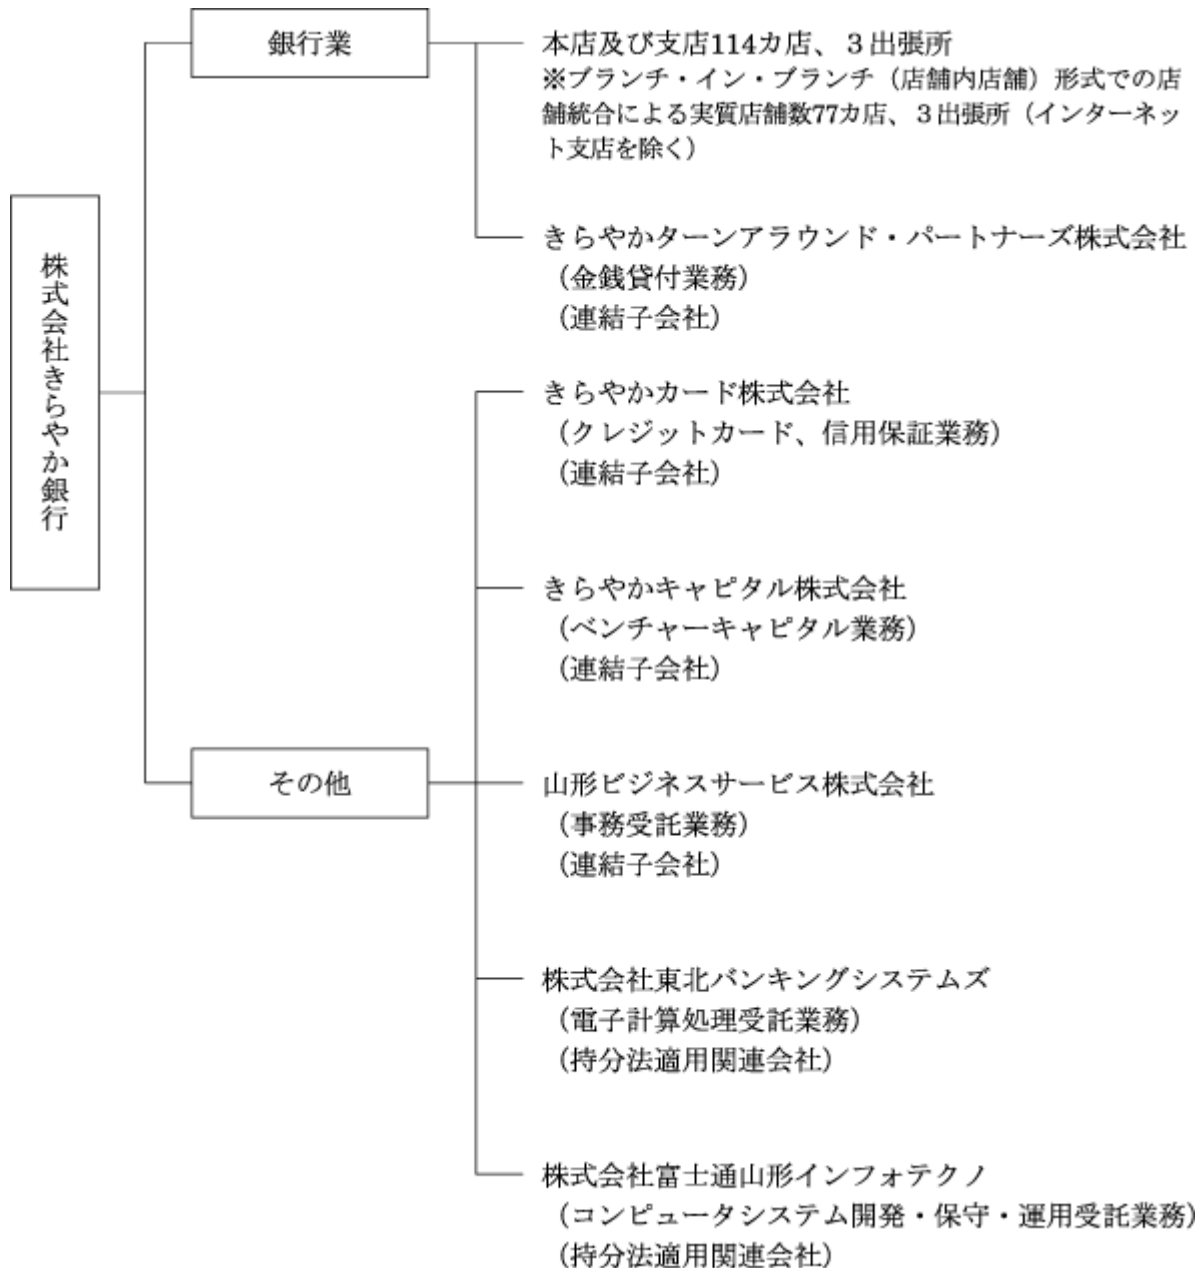 銀行業
本店及び支店114カ店、３出張所
※ブランチ・イン・ブランチ（店舗内店舗）形式での店
舗統合による実質店舗数77カ店、３出張所（インターネッ
ト支店を除く）
株式会社きらやか銀行
きらやかターンアラウンド・パートナーズ株式会社
（金銭貸付業務）
（連結子会社）
きらやかカード株式会社
（クレジットカード、信用保証業務）
（連結子会社）
きらやかキャピタル株式会社
（ベンチャーキャピタル業務）
（連結子会社）
その他
山形ビジネスサービス株式会社
（事務受託業務）
（連結子会社）
株式会社東北バンキングシステムズ
（電子計算処理受託業務）
（持分法適用関連会社）
株式会社富士通山形インフォテクノ
（コンピュータシステム開発・保守・運用受託業務）
（持分法適用関連会社）